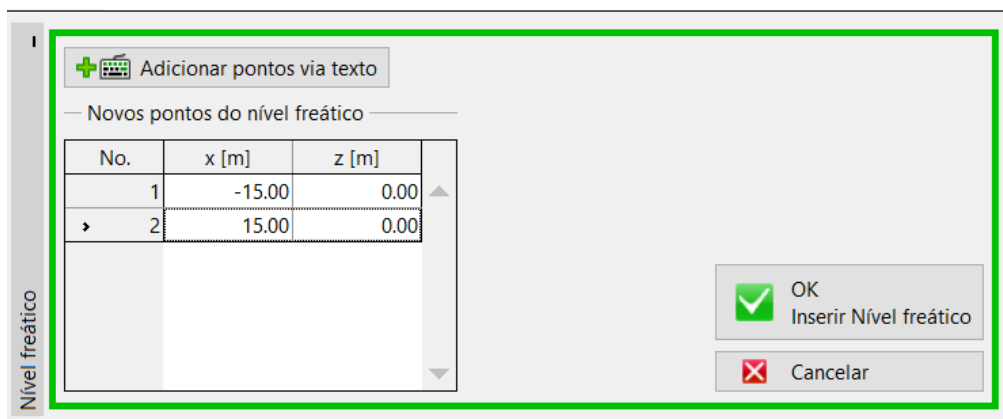 Adicionar pontos via texto
Novos pontos do nível freático
No. x [m] z [m]
1 -15.00 0.00
2 15.00 0.00
OK
Inserir Nível freático
Cancelar
Nível freático